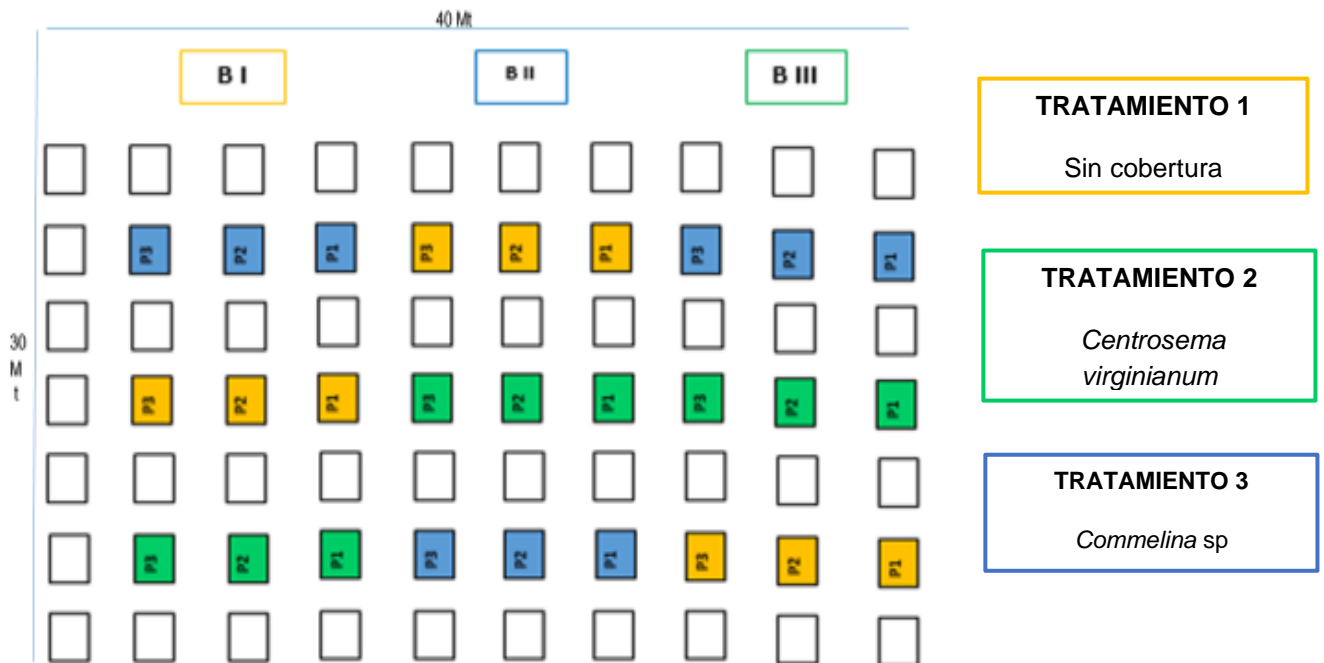 40 Mt
B I
B II
B III
P3 P2 P1 P3 P2 P1 P3 P2 P1
30
M
t
P3 P2 P1 P3 P2 P1 P3 P2 P1
P3 P2 P1 P3 P2 P1 P3 P2 P1
TRATAMIENTO 1
Sin cobertura
TRATAMIENTO 2
Centrosema
virginianum
TRATAMIENTO 3
Commelina sp